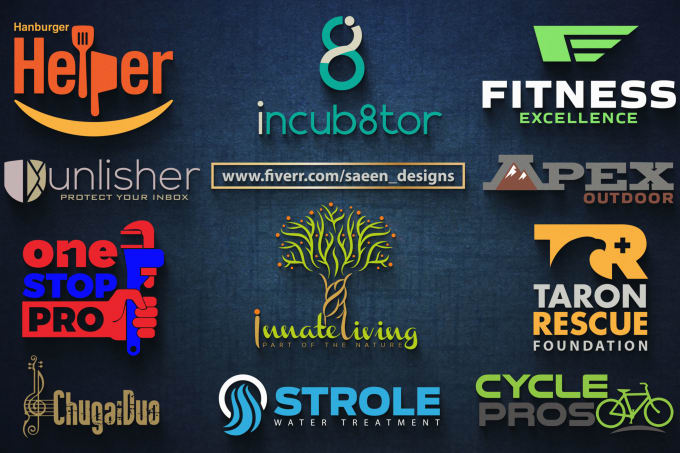 Hanburger
Helper
incub8tor
FITNESS
EXCELLENCE
unlisher
PROTECT YOUR INBOX
www.fiverr.com/saeen_designs
APEX
OUTDOOR
one
STOP
PRO
innateliving
PART OF THE NATURE
TR
TARON
RESCUE
FOUNDATION
ChugaiDuo
STROLE
WATER TREATMENT
CYCLE
PROS